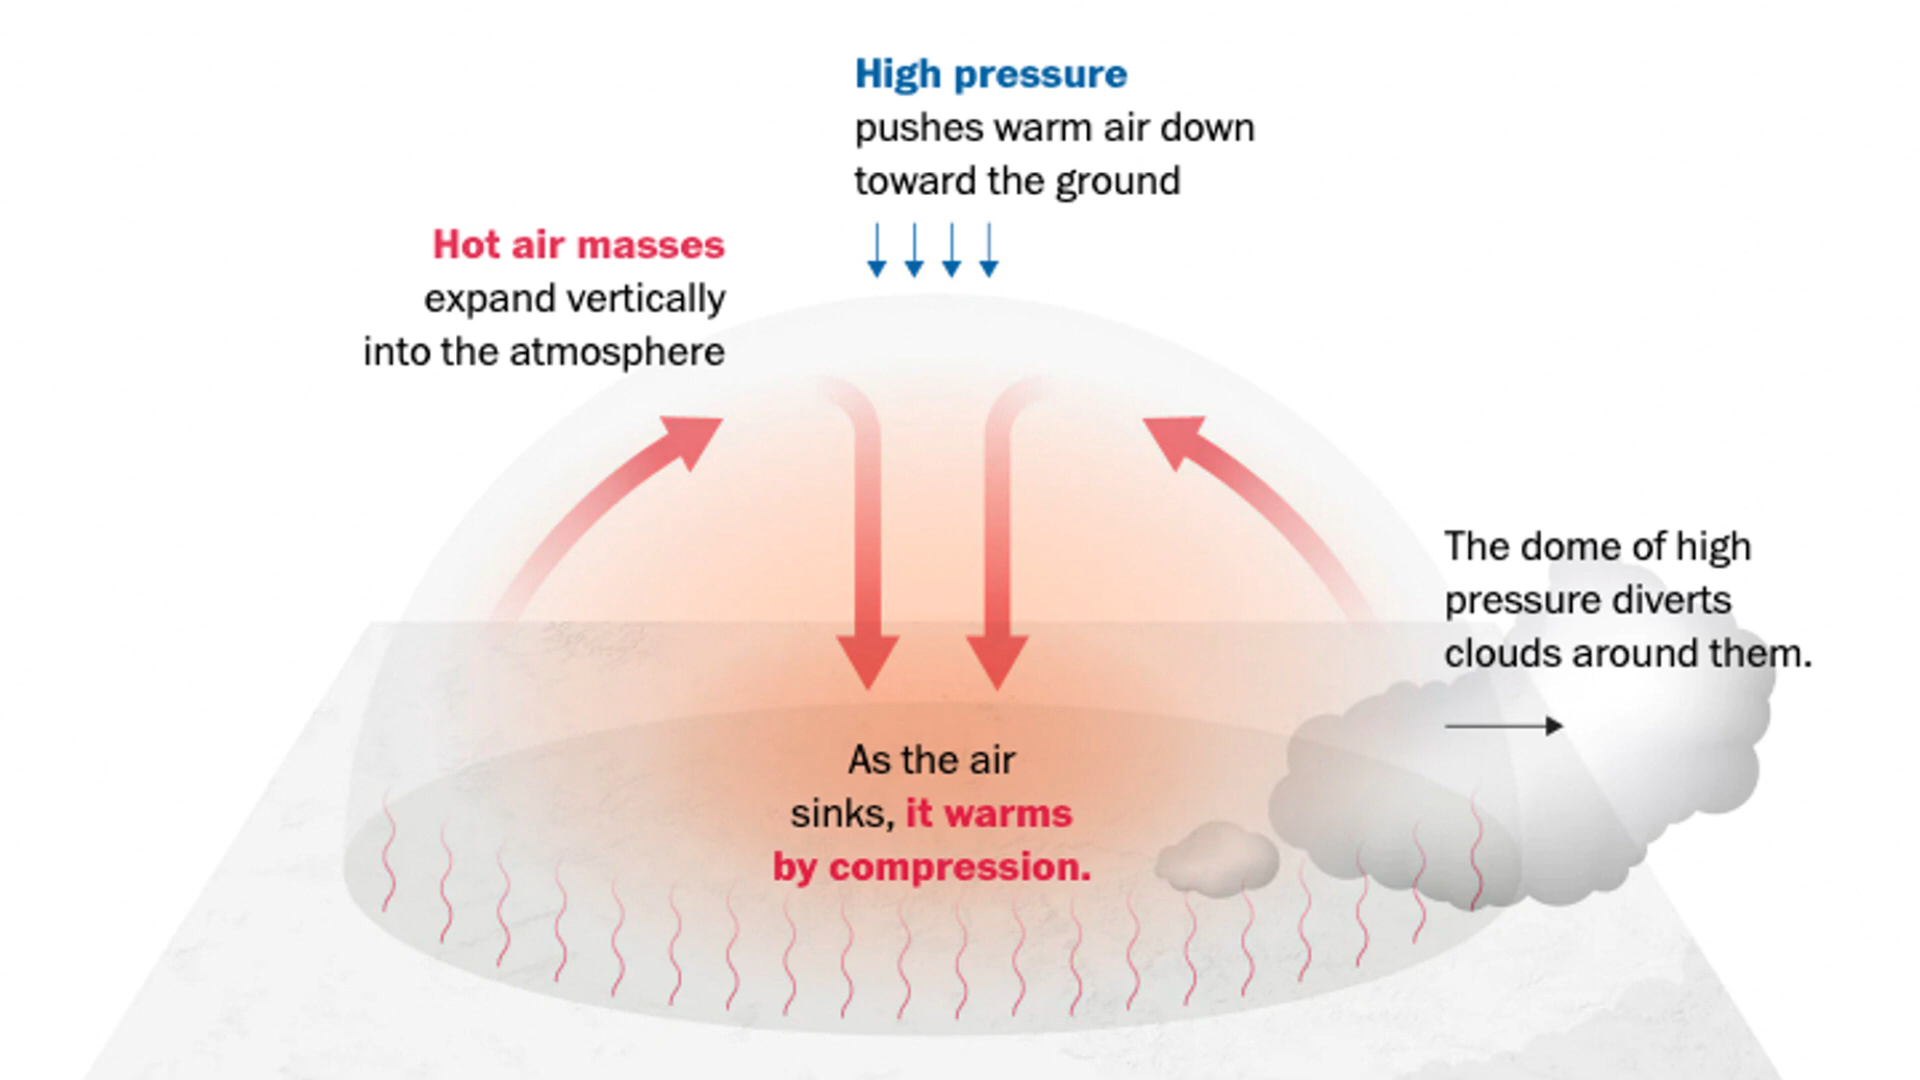 High pressure
pushes warm air down
toward the ground
Hot air masses
expand vertically
into the atmosphere
The dome of high
pressure diverts
clouds around them.
As the air
sinks, it warms
by compression.